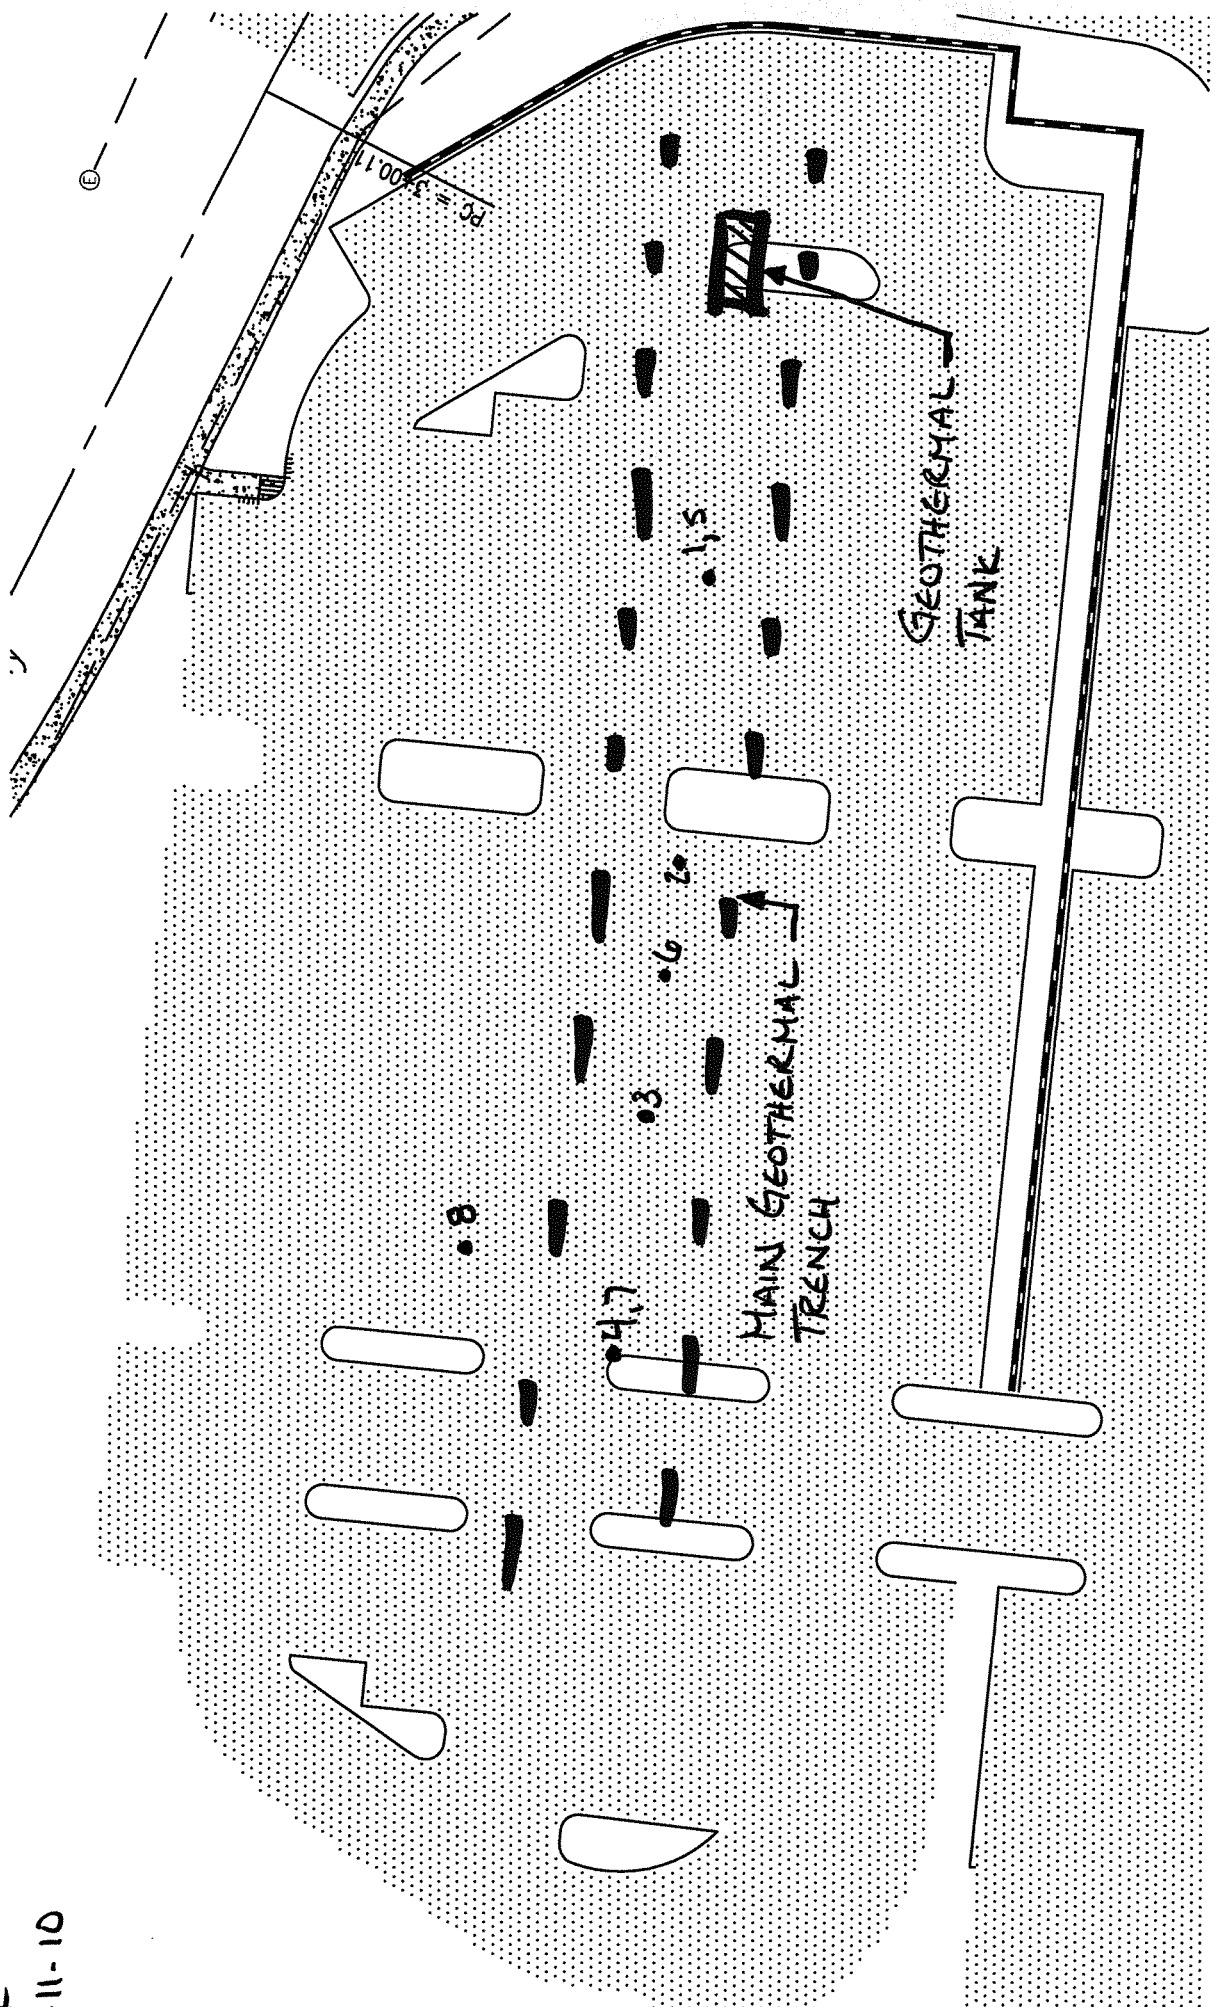 11-10
Ⓔ
PC = 3+00.11
GEOTHERMAL
TANK
1,5
2
6
3
MAIN GEOTHERMAL
TRENCH
8
4,7